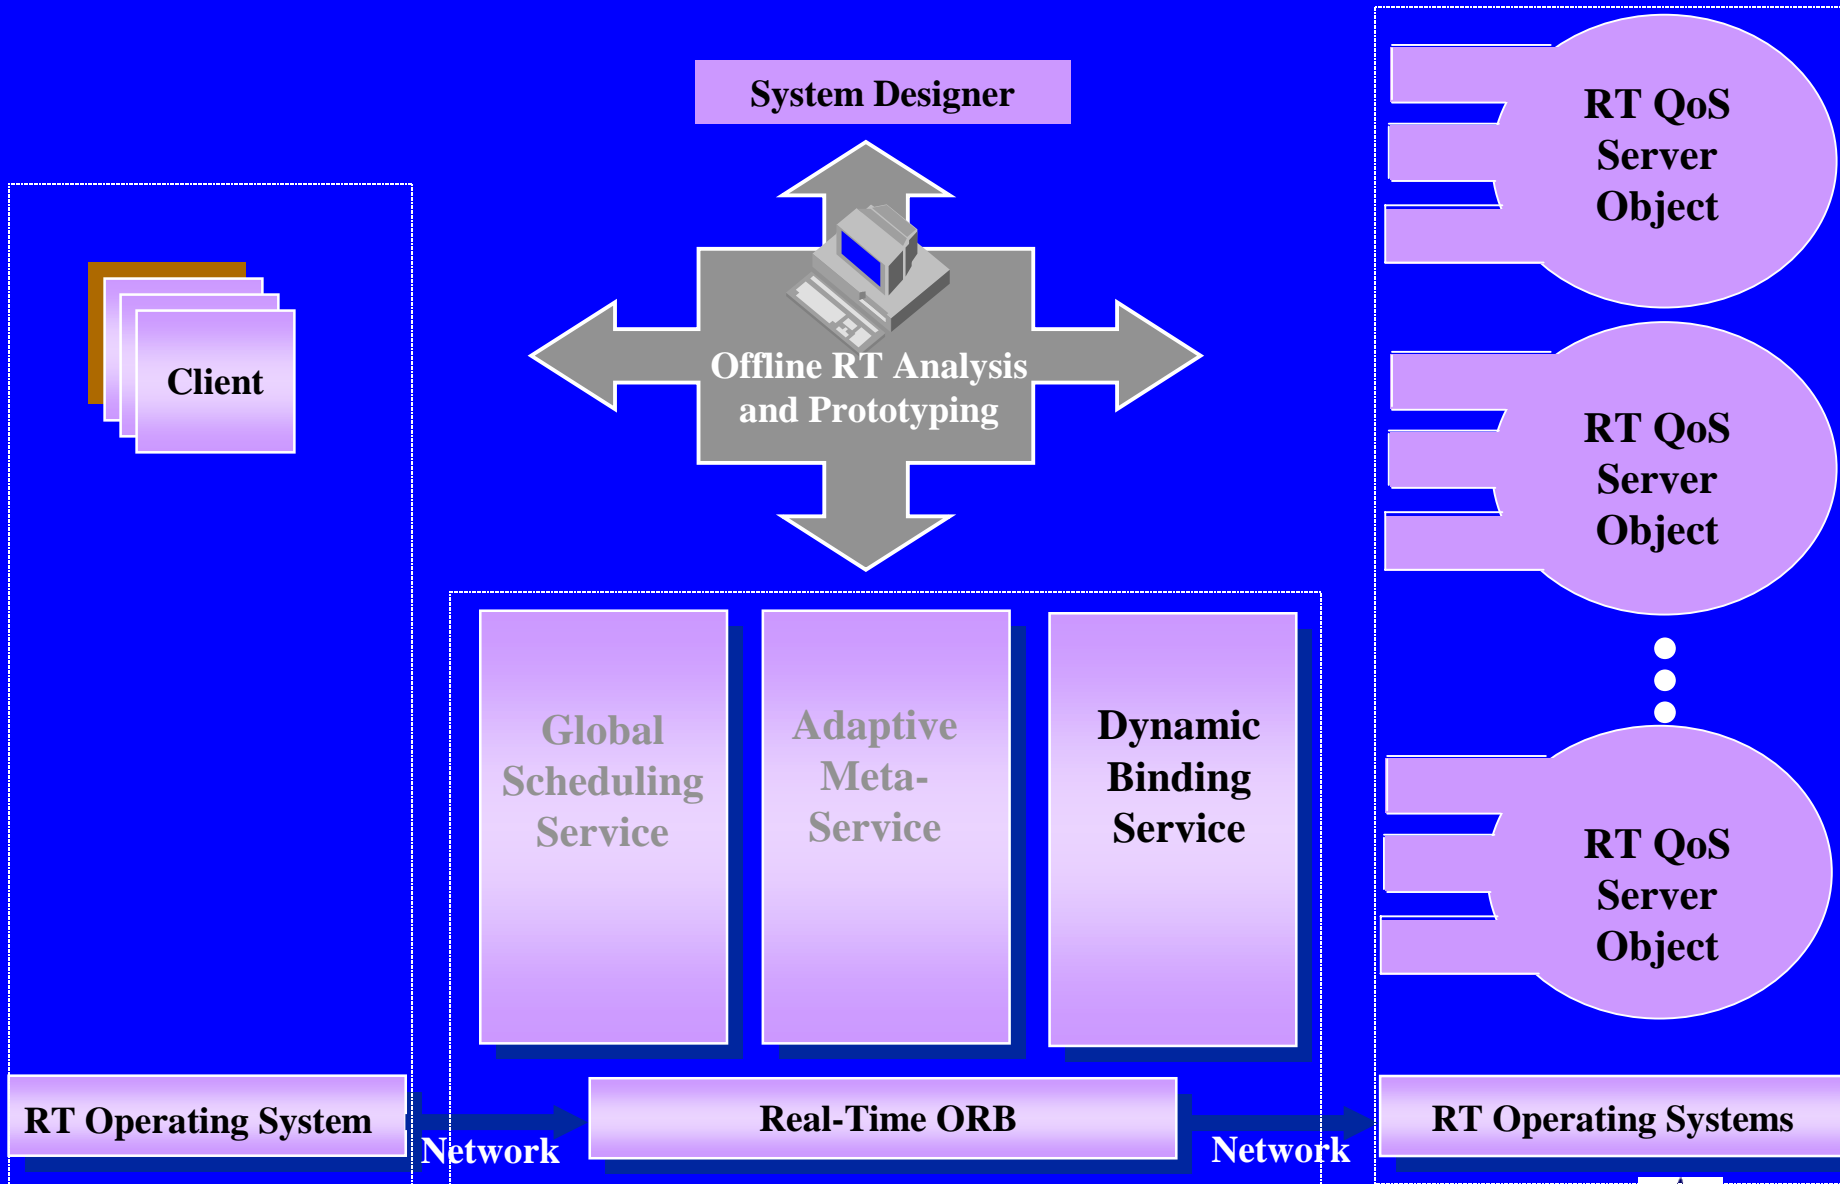 System Designer
RT QoS
Server
Object
Client
Offline RT Analysis
and Prototyping
RT QoS
Server
Object
Global
Scheduling
Service
Adaptive
Meta-
Service
Dynamic
Binding
Service
RT QoS
Server
Object
RT Operating System
Network
Real-Time ORB
Network
RT Operating Systems